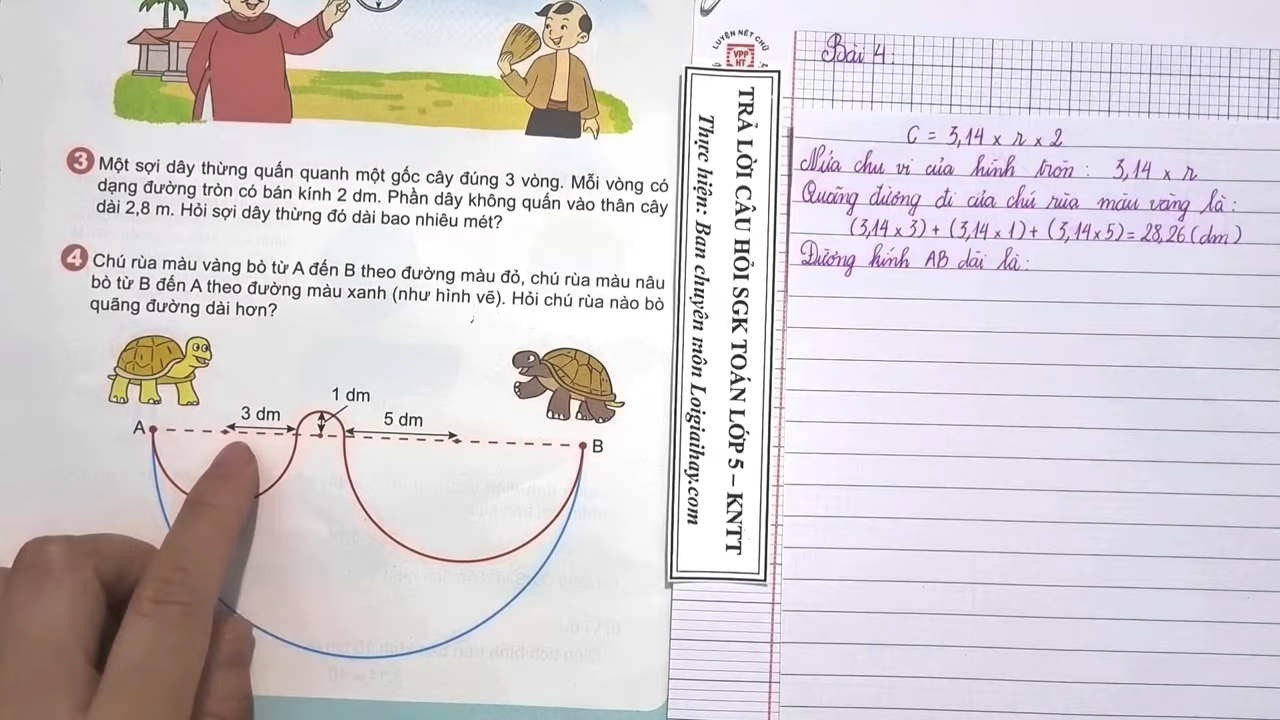 3 Một sợi dây thừng quấn quanh một gốc cây đúng 3 vòng. Mỗi vòng có
dạng đường tròn có bán kính 2 dm. Phần dây không quấn vào thân cây
dài 2,8 m. Hỏi sợi dây thừng đó dài bao nhiêu mét?
4 Chú rùa màu vàng bò từ A đến B theo đường màu đỏ, chú rùa màu nâu
bò từ B đến A theo đường màu xanh (như hình vẽ). Hỏi chú rùa nào bò
quãng đường dài hơn?
1 dm
3 dm
5 dm
A
B
LUYỆN NÉT CHỮ
VPP
HT
TRẢ LỜI CÂU HỎI SGK TOÁN LỚP 5 – KNTT
Thực hiện: Ban chuyên môn Loigiaihay.com
Bài 4:
C = 3,14 x r x 2
Nửa chu vi của hình tròn: 3,14 x r
Quãng đường đi của chú rùa màu vàng là:
(3,14 x 3) + (3,14 x 1) + (3,14 x 5) = 28,26 (dm)
Đường kính AB dài là: